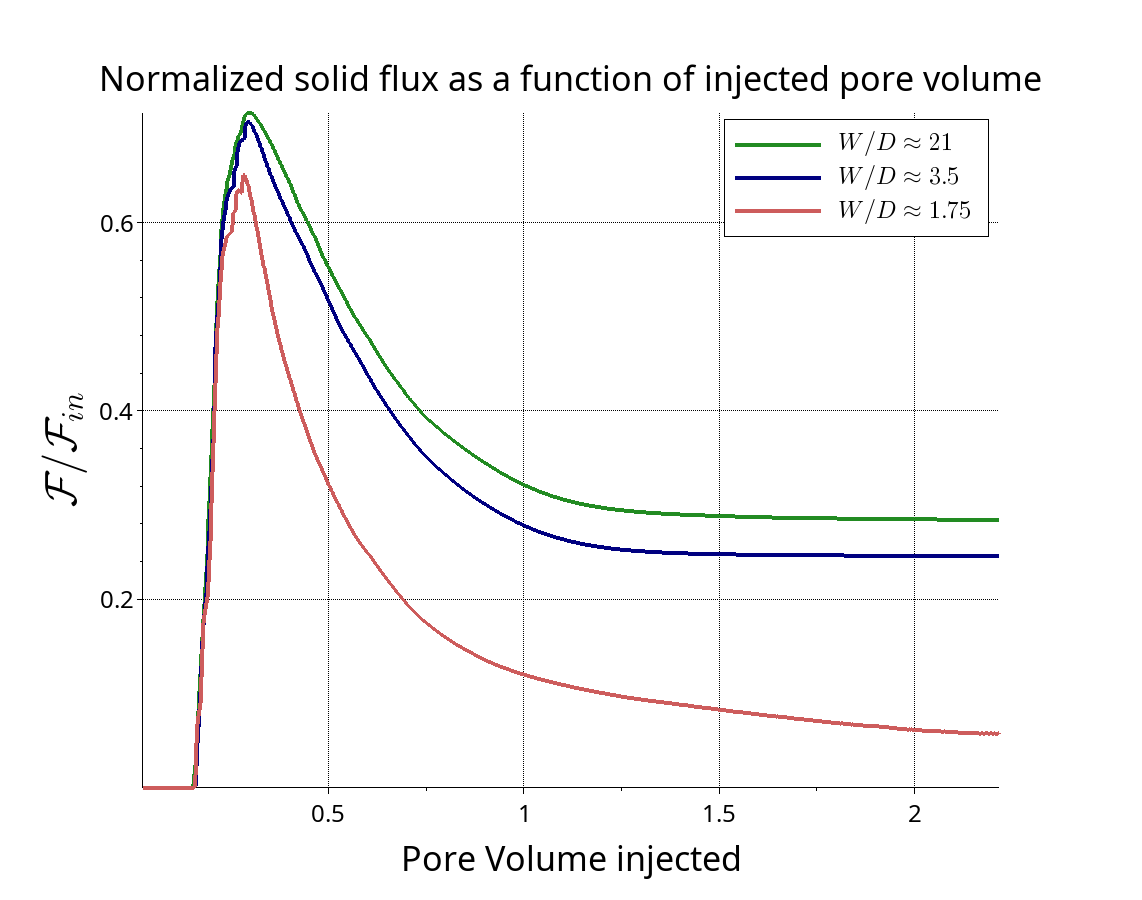 Normalized solid flux as a function of injected pore volume
W/D ≈ 21
W/D ≈ 3.5
W/D ≈ 1.75
0.6
0.4
0.2
ℱ/ℱ_in
0.5 1 1.5 2
Pore Volume injected